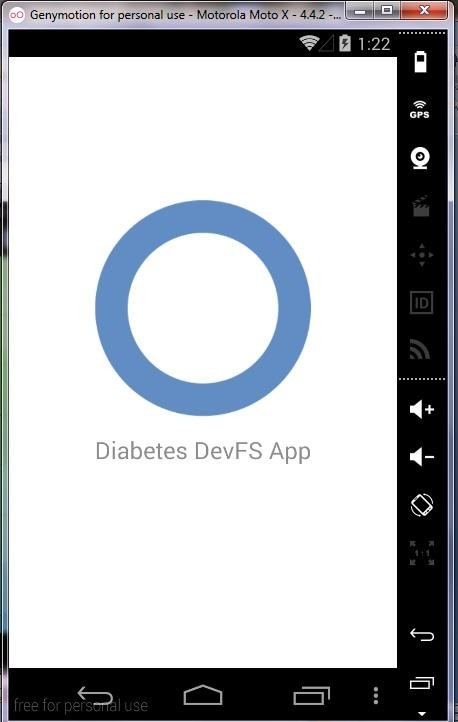 Genymotion for personal use - Motorola Moto X - 4.4.2 -...
1:22
GPS
ID
Diabetes DevFS App
1:1
free for personal use